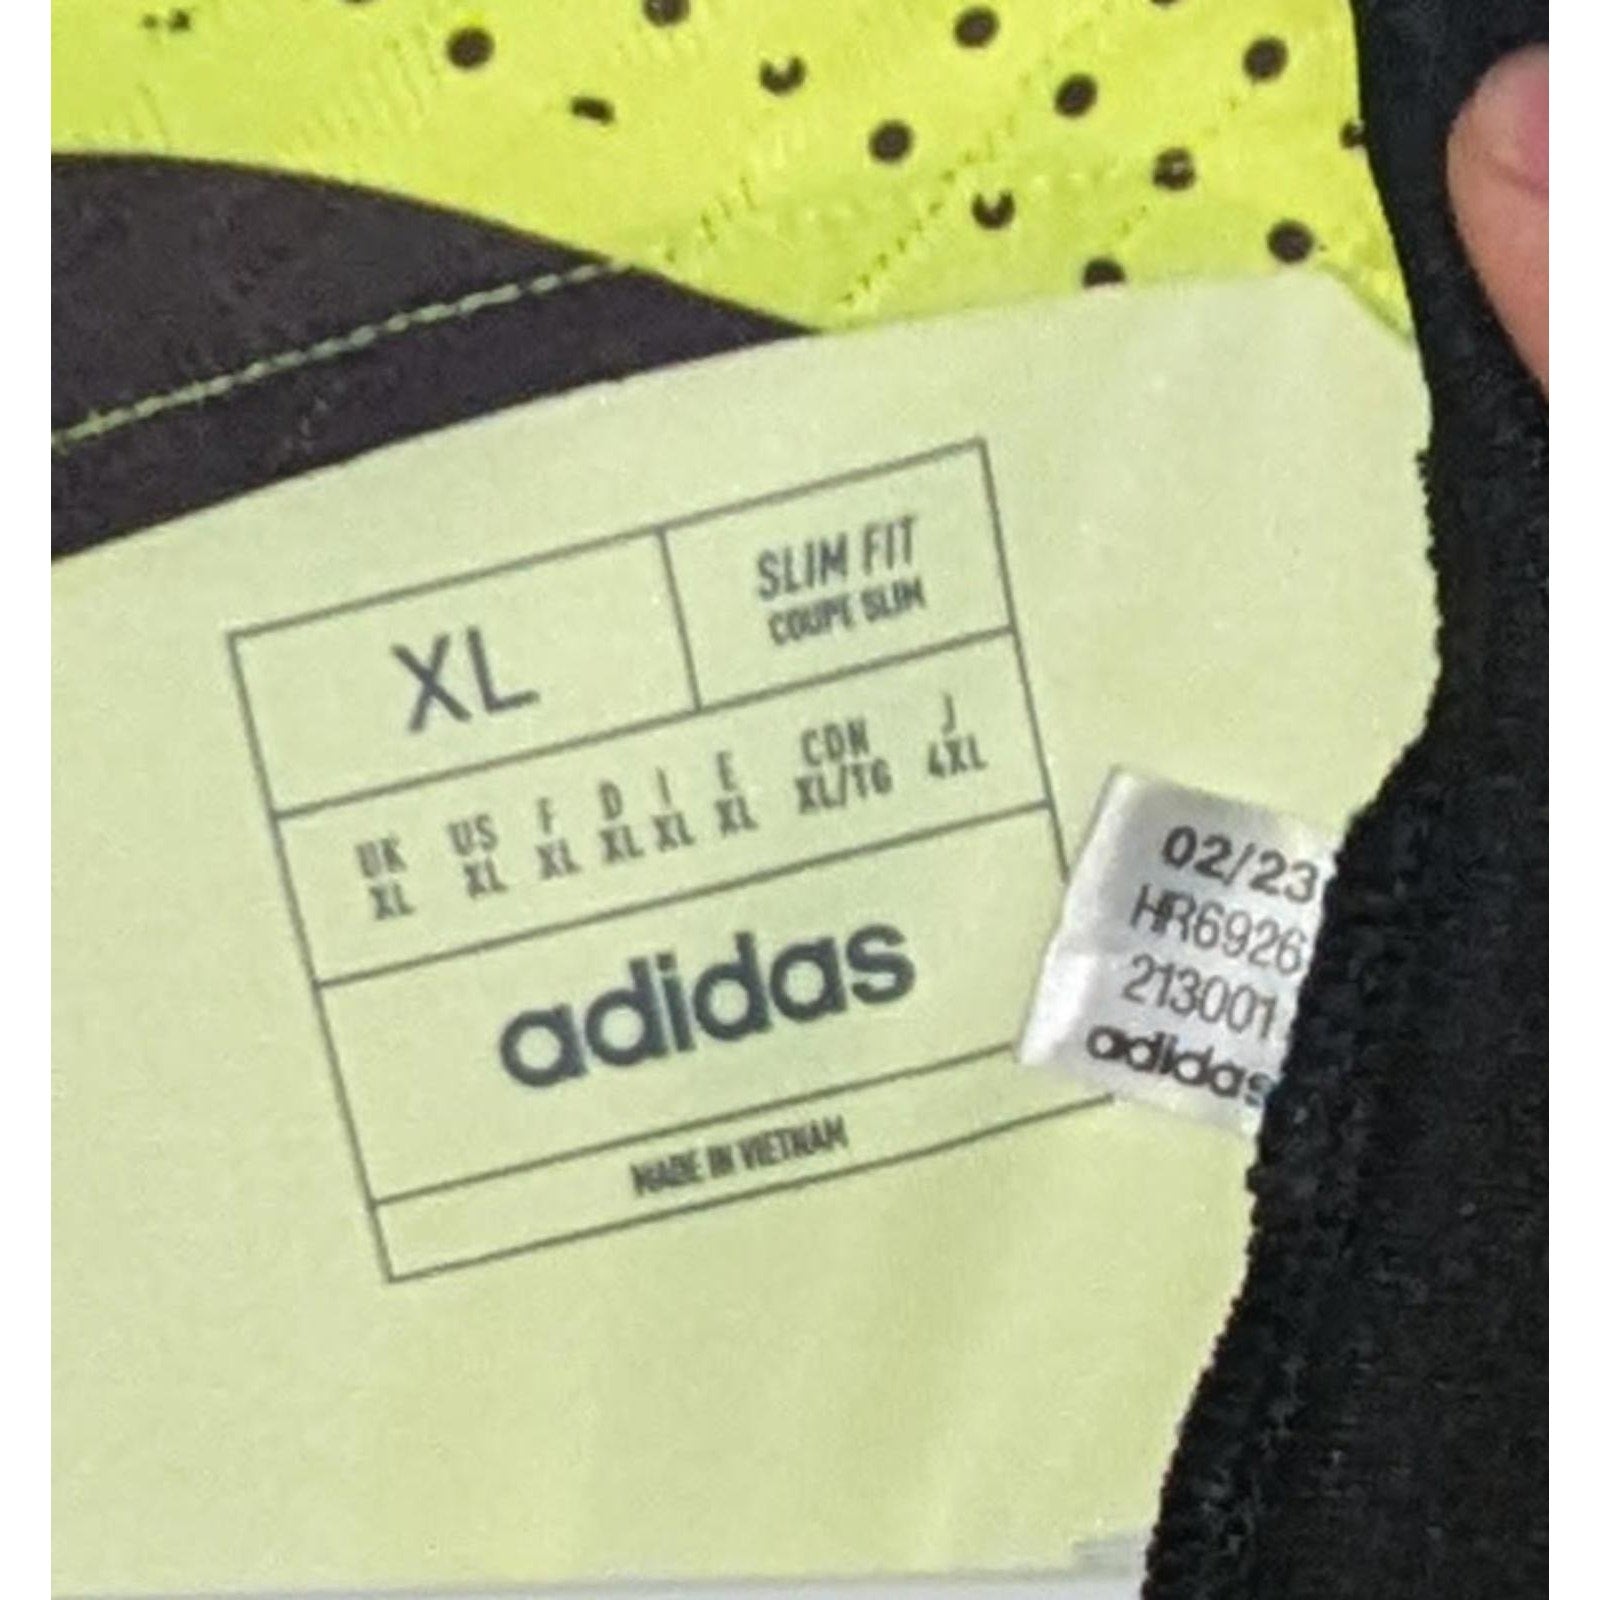 XL
SLIM FIT
COUPE SLIM
UK US F D I E CDN J
XL XL XL XL XL XL XL/TG 4XL
adidas
MADE IN VIETNAM
02/23
HR6926
213001
adidas